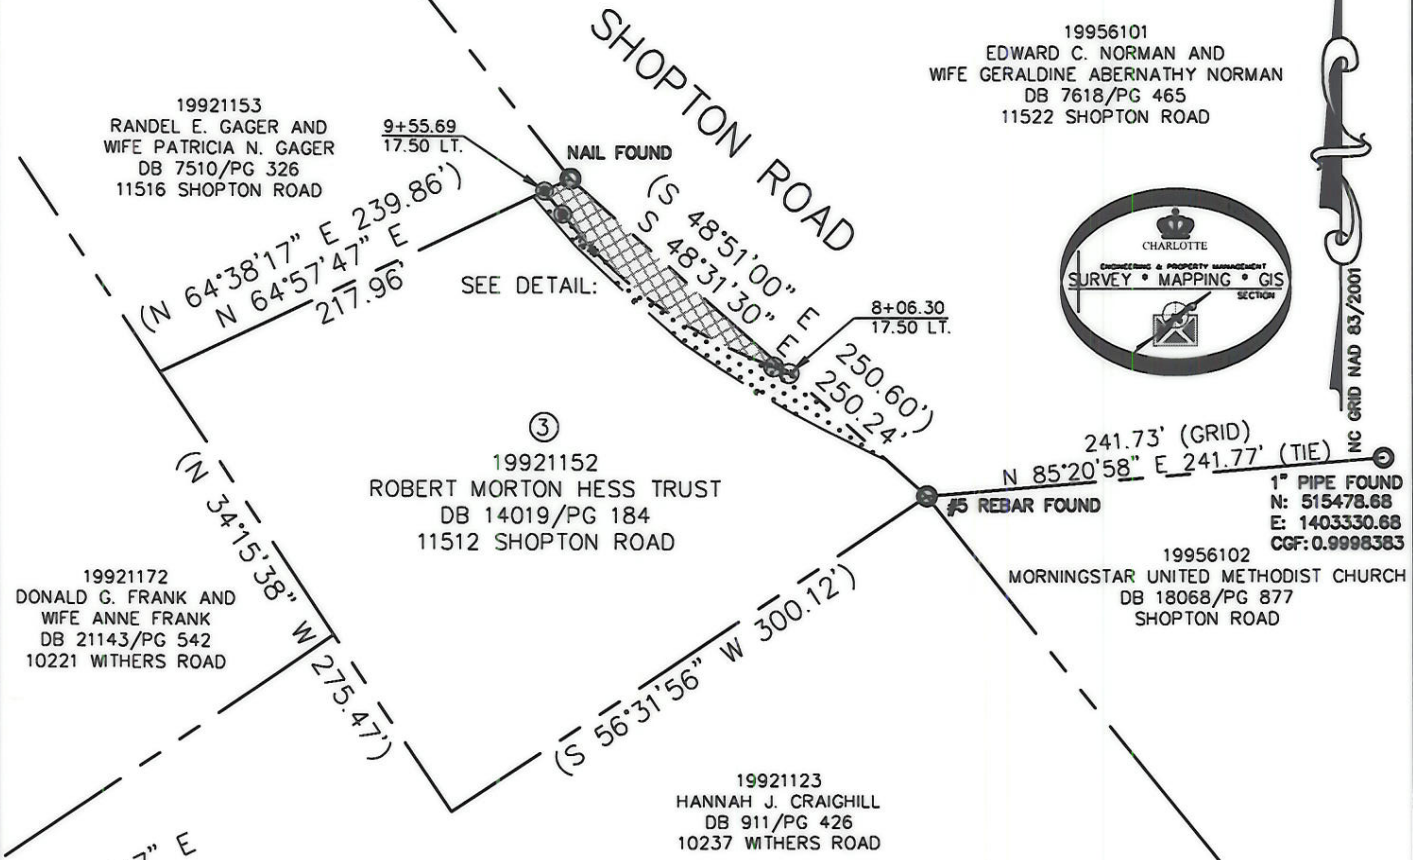 SHOPTON ROAD
19956101
EDWARD C. NORMAN AND
WIFE GERALDINE ABERNATHY NORMAN
DB 7618/PG 465
11522 SHOPTON ROAD
19921153
RANDEL E. GAGER AND
WIFE PATRICIA N. GAGER
DB 7510/PG 326
11516 SHOPTON ROAD
9+55.69
17.50 LT.
NAIL FOUND
(N 64°38'17" E 239.86')
N 64°57'47" E
217.96'
(S 48°51'00" E 250.60')
S 48°31'30" E 250.24'
SEE DETAIL:
8+06.30
17.50 LT.
CHARLOTTE
ENGINEERING & PROPERTY MANAGEMENT
SURVEY * MAPPING * GIS
SECTION
NC GRID NAD 83/2001
3
19921152
ROBERT MORTON HESS TRUST
DB 14019/PG 184
11512 SHOPTON ROAD
241.73' (GRID)
N 85°20'58" E 241.77' (TIE)
#5 REBAR FOUND
1" PIPE FOUND
N: 515478.68
E: 1403330.68
CGF: 0.9998383
19956102
MORNINGSTAR UNITED METHODIST CHURCH
DB 18068/PG 877
SHOPTON ROAD
(N 34°15'38" W 275.47')
19921172
DONALD G. FRANK AND
WIFE ANNE FRANK
DB 21143/PG 542
10221 WITHERS ROAD
(S 56°31'56" W 300.12')
19921123
HANNAH J. CRAIGHILL
DB 911/PG 426
10237 WITHERS ROAD
7" E